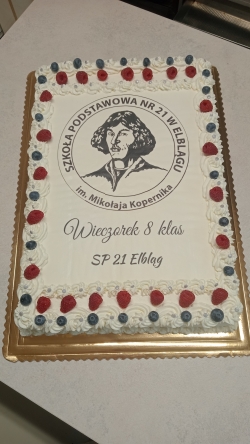 SZKOŁA PODSTAWOWA NR 21 W ELBLĄGU
im. Mikołaja Kopernika
Wieczorek 8 klas
SP 21 Elbląg